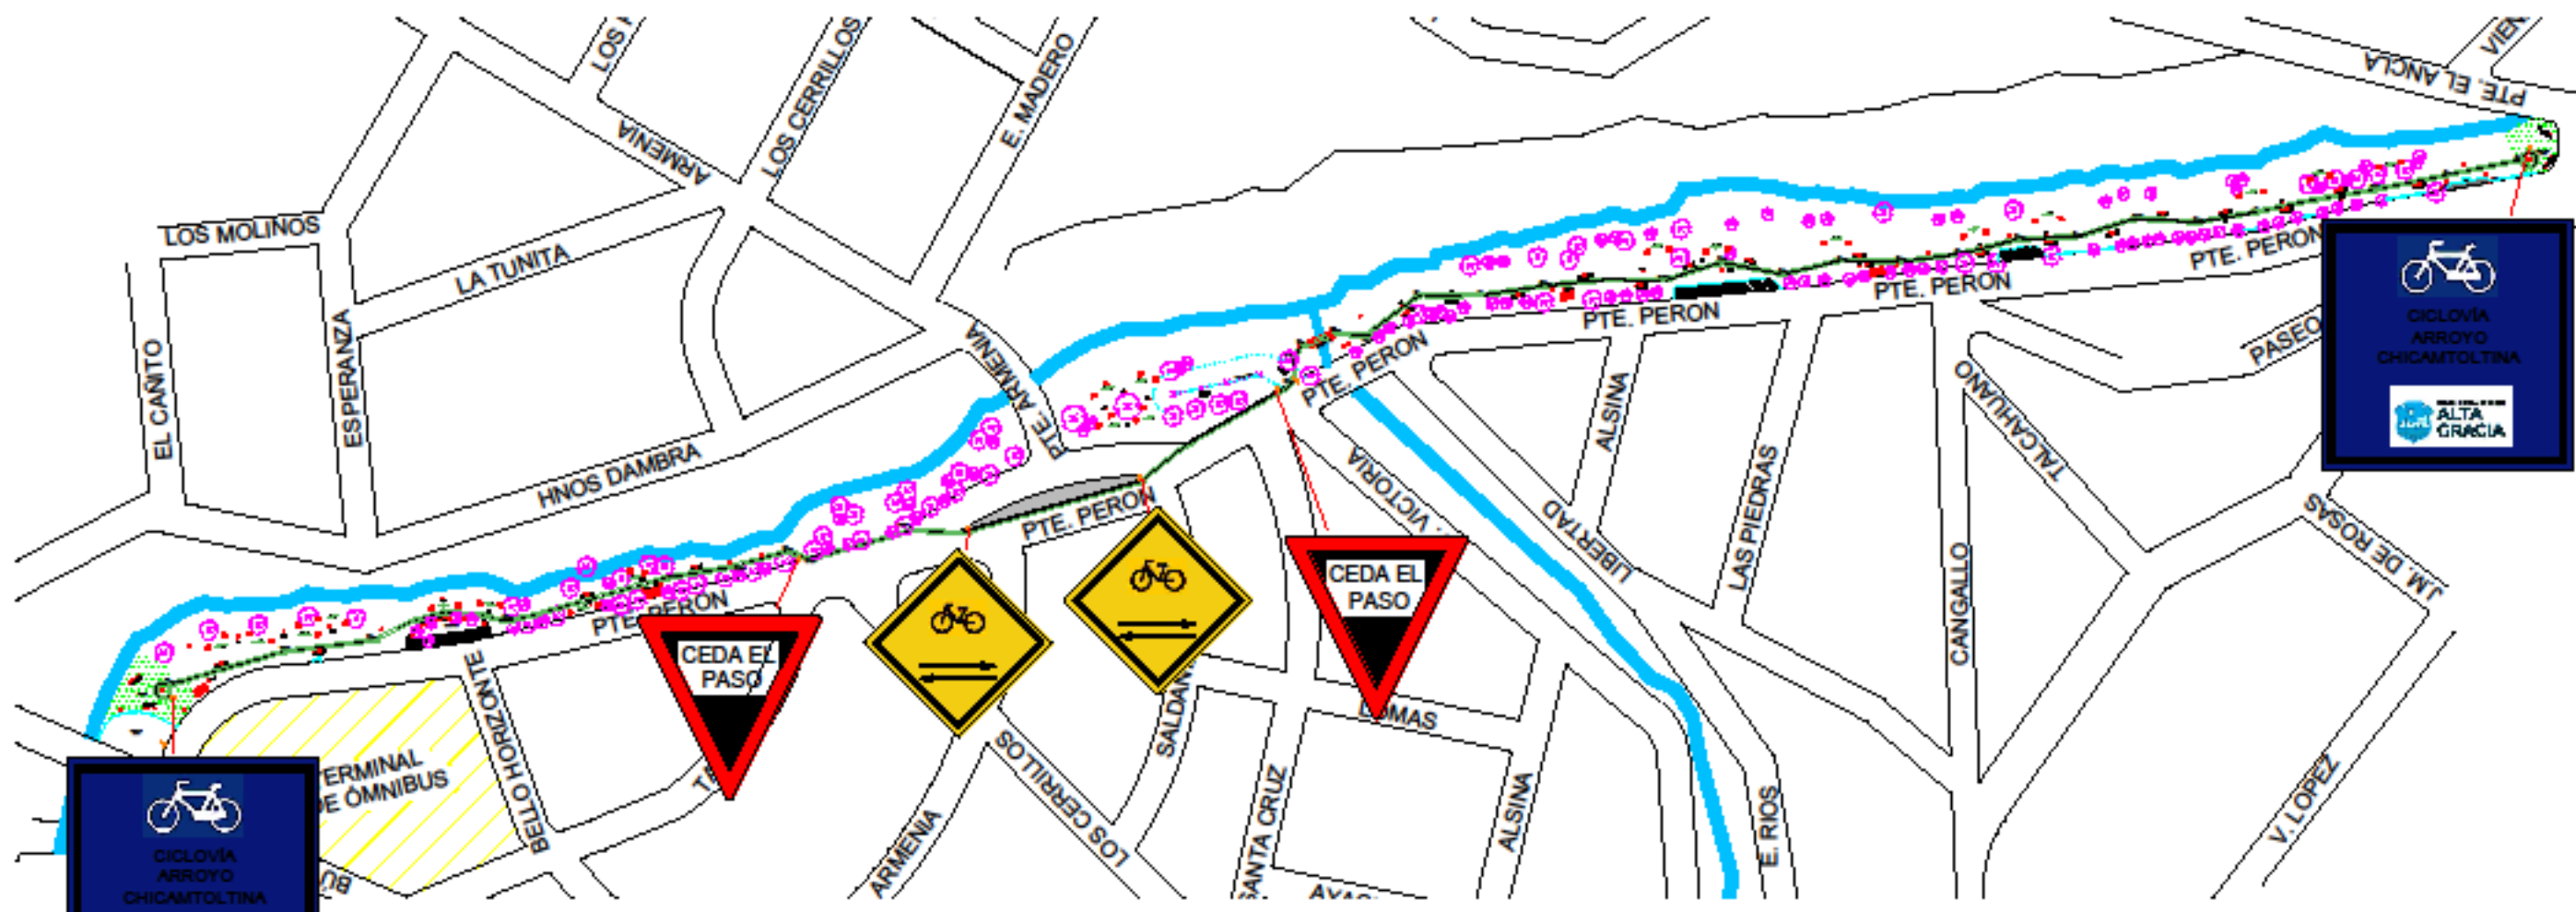 LOS
LOS CERRILLOS
E. MADERO
ARMENIA
PTE. EL ANCLA
LOS MOLINOS
LA TUNITA
EL CAÑITO
ESPERANZA
HNOS DAMBRA
ARMENIA
PTE. ARMENIA
PTE. PERON
PTE. PERON
PTE. PERON
PTE. PERON
PTE. PERON
PTE. PERON
PASEO
CICLOVÍA
ARROYO
CHICAMTOLTINA
ALTA
GRACIA
ALSINA
LAS PIEDRAS
TALCAHUANO
CANGALLO
J.M. DE ROSAS
VICTORIA
LIBERTAD
CEDA EL
PASO
CEDA EL
PASO
BELLO HORIZONTE
LOMAS
LOS CERRILLOS
ARMENIA
SANTA CRUZ
ALSINA
E. RIOS
V. LOPEZ
TERMINAL
DE ÓMNIBUS
CICLOVÍA
ARROYO
CHICAMTOLTINA